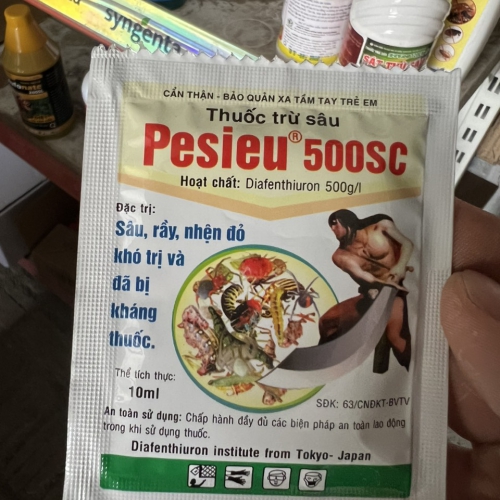 syngenta
CẨN THẬN - BẢO QUẢN XA TẦM TAY TRẺ EM
Thuốc trừ sâu
Pesieu® 500SC
Hoạt chất: Diafenthiuron 500g/l
Đặc trị:
Sâu, rầy, nhện đỏ
khó trị và
đã bị
kháng
thuốc.
Thể tích thực:
10ml
SĐK: 63/CNĐKT-BVTV
An toàn sử dụng: Chấp hành đầy đủ các biện pháp an toàn lao động
trong khi sử dụng thuốc.
Diafenthiuron institute from Tokyo- Japan